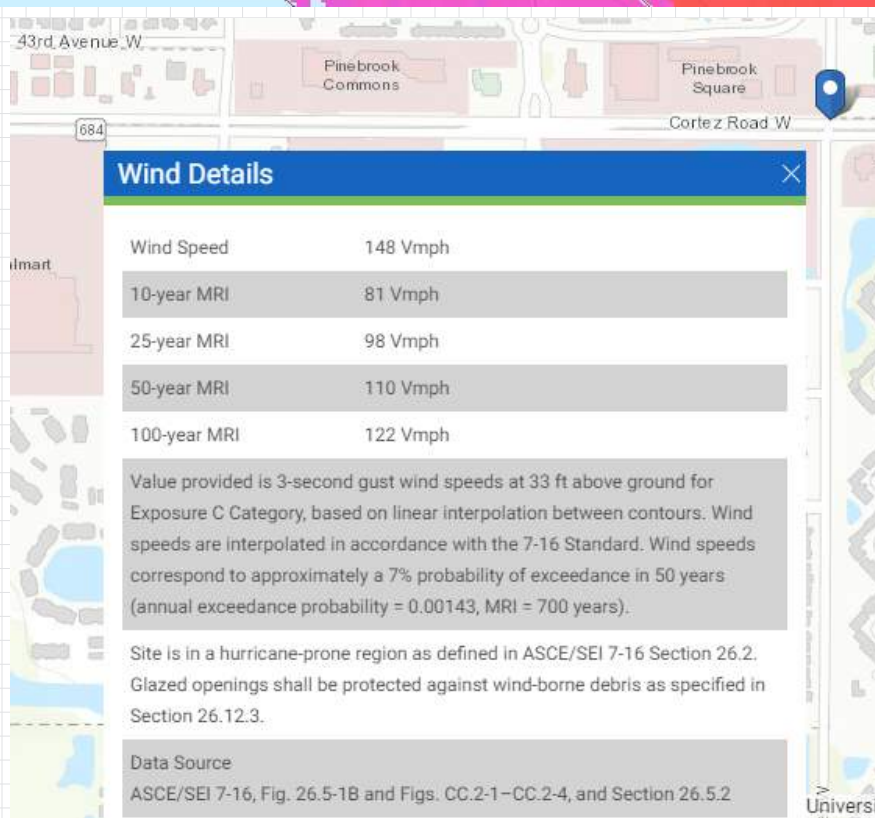 43rd Avenue W
Pinebrook
Commons
Pinebrook
Square
684
Cortez Road W
Wind Details
lmart
Wind Speed 148 Vmph
10-year MRI 81 Vmph
25-year MRI 98 Vmph
50-year MRI 110 Vmph
100-year MRI 122 Vmph
Value provided is 3-second gust wind speeds at 33 ft above ground for
Exposure C Category, based on linear interpolation between contours. Wind
speeds are interpolated in accordance with the 7-16 Standard. Wind speeds
correspond to approximately a 7% probability of exceedance in 50 years
(annual exceedance probability = 0.00143, MRI = 700 years).
Site is in a hurricane-prone region as defined in ASCE/SEI 7-16 Section 26.2.
Glazed openings shall be protected against wind-borne debris as specified in
Section 26.12.3.
Data Source
ASCE/SEI 7-16, Fig. 26.5-1B and Figs. CC.2-1–CC.2-4, and Section 26.5.2
Universi